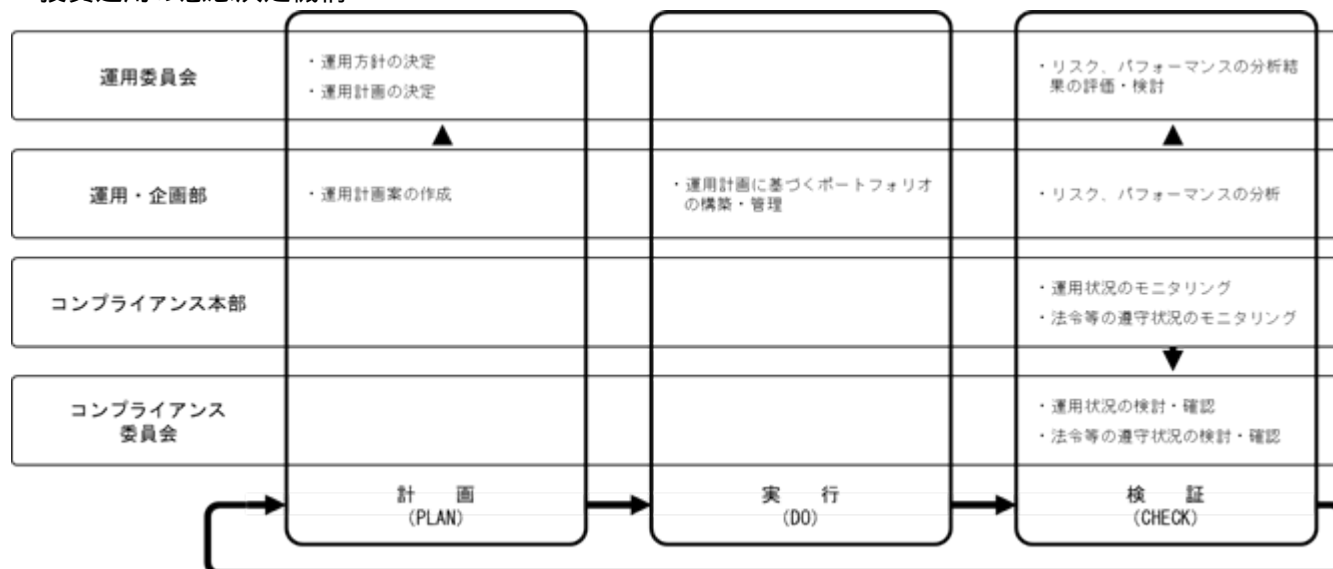 運用委員会
・運用方針の決定
・運用計画の決定
・リスク、パフォーマンスの分析結
果の評価・検討
運用・企画部
・運用計画案の作成
・運用計画に基づくポートフォリオ
の構築・管理
・リスク、パフォーマンスの分析
コンプライアンス本部
・運用状況のモニタリング
・法令等の遵守状況のモニタリング
コンプライアンス
委員会
・運用状況の検討・確認
・法令等の遵守状況の検討・確認
計　画
(PLAN)
実　行
(DO)
検　証
(CHECK)